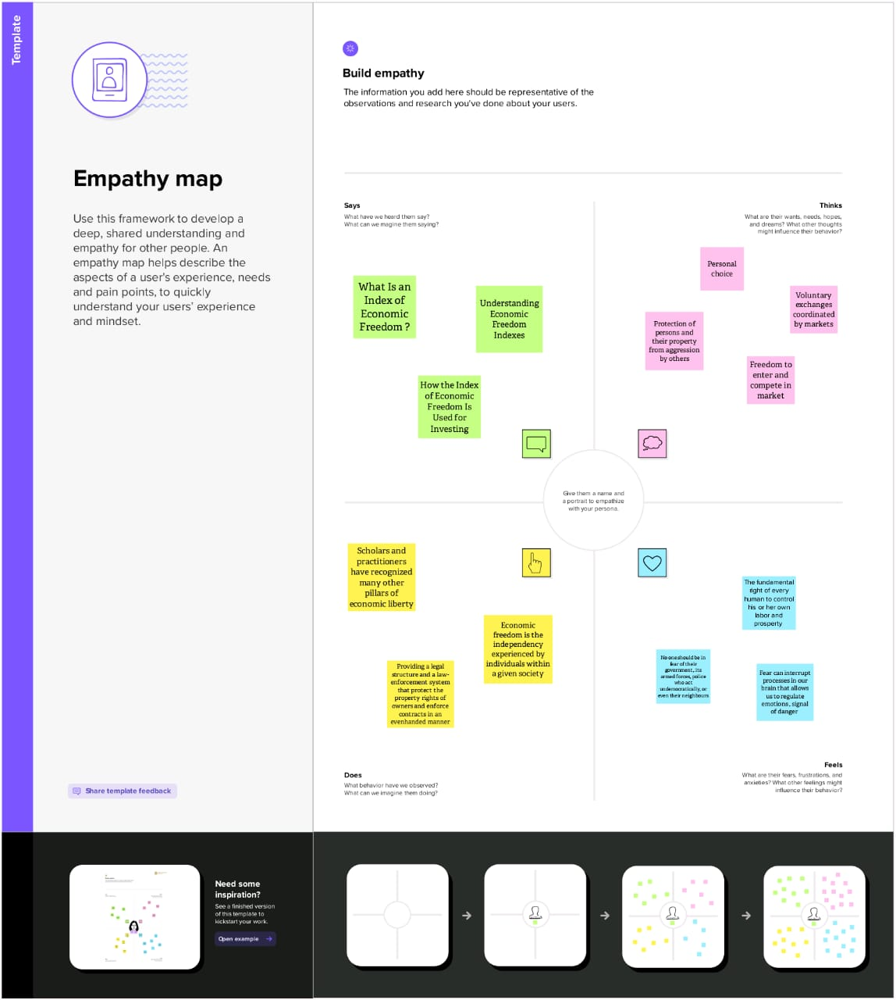 Template
Empathy map
Use this framework to develop a
deep, shared understanding and
empathy for other people. An
empathy map helps describe the
aspects of a user's experience, needs
and pain points, to quickly
understand your users' experience
and mindset.
Share template feedback
Build empathy
The information you add here should be representative of the
observations and research you've done about your users.
Says
What have we heard them say?
What can we magine them saying?
Thinks
What are their wants, needs, hopes,
and dreams? What other thoughts
might influence their behavior?
What Is an
Index of
Economic
Freedom ?
Understanding
Economic
Freedom
Indexes
How the Index
of Economic
Freedom Is
Used for
Investing
Personal
choice
Voluntary
exchanges
coordinated
by markets
Protection of
persons and
their property
from aggression
by others
Freedom to
enter and
compete in
market
Give them a name and
a portrait to empathize
with your persona.
Scholars and
practitioners
have recognized
many other
pillars of
economic liberty
Economic
freedom is the
independency
experienced by
individuals within
a given society
Providing a legal
structure and a law-
enforcement system
that protect the
property rights of
owners and enforce
contracts in an
evenhanded manner
The fundamental
right of every
human to control
his or her own
labor and
prosperty
No one should be in
fear of their
government, its
armed forces, police
who act
undemocratically, or
even their neighbours
Fear can interrupt
processes in our
brain that allows
us to regulate
emotions, signal
of danger
Does
What behavior have we observed?
What can we imagine them doing?
Feels
What are their fears, frustrations, and
anxieties? What other feelings might
influence their behavior?
Need some
inspiration?
See a finished version
of this template to
kickstart your work.
Open example